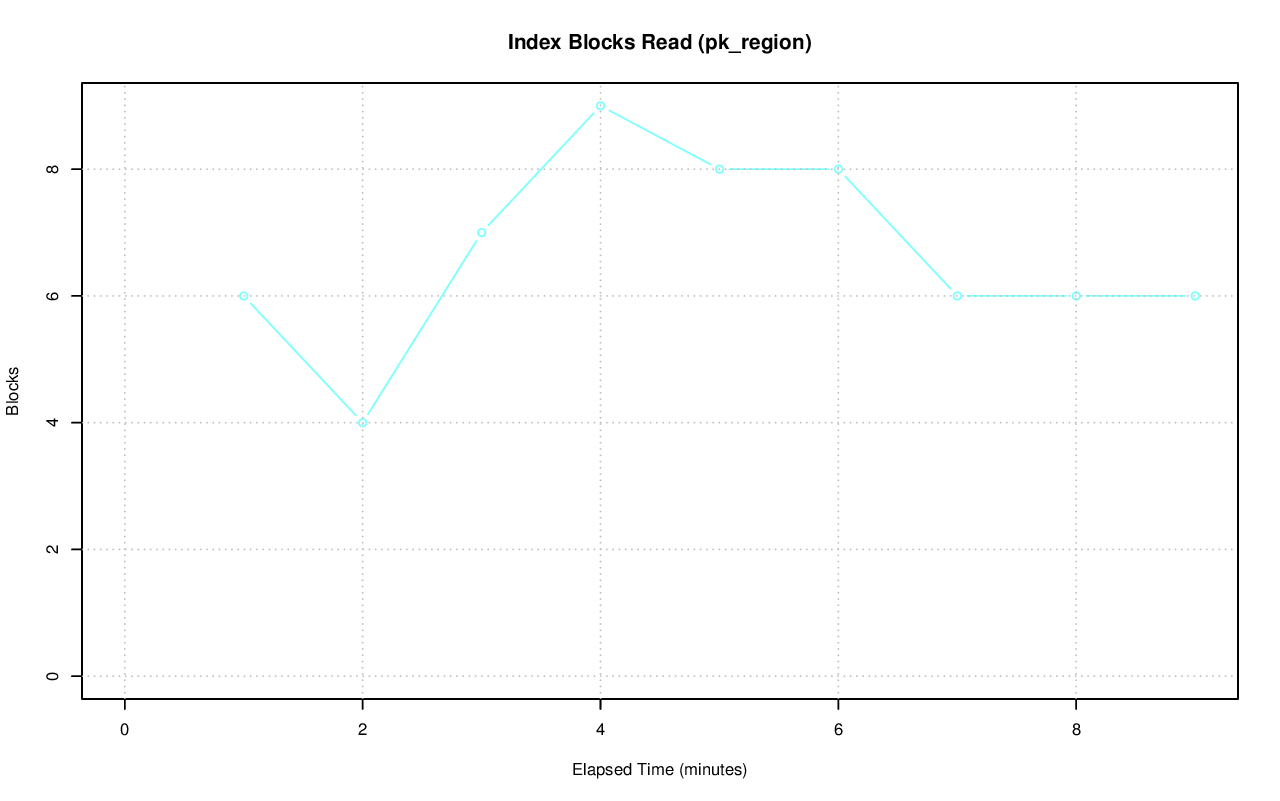 Index Blocks Read (pk_region)
Blocks
8
6
4
2
0
0 2 4 6 8
Elapsed Time (minutes)